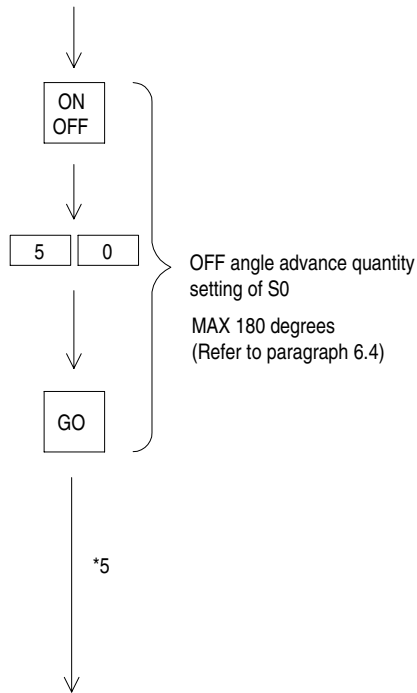 ON
OFF
5 0
OFF angle advance quantity
setting of S0
MAX 180 degrees
(Refer to paragraph 6.4)
GO
*5